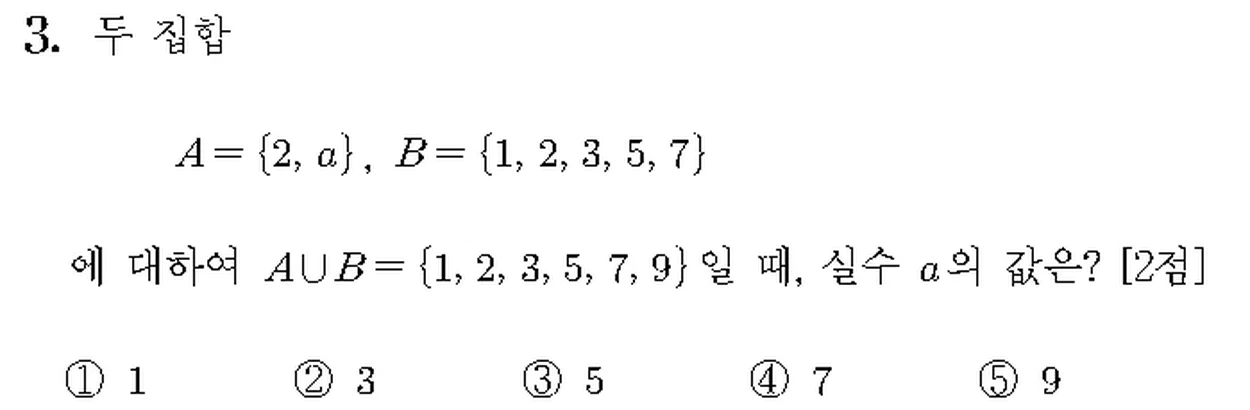 3. 두 집합
A = {2, a}, B = {1, 2, 3, 5, 7}
에 대하여 A∪B = {1, 2, 3, 5, 7, 9} 일 때, 실수 a의 값은? [2점]
① 1 ② 3 ③ 5 ④ 7 ⑤ 9